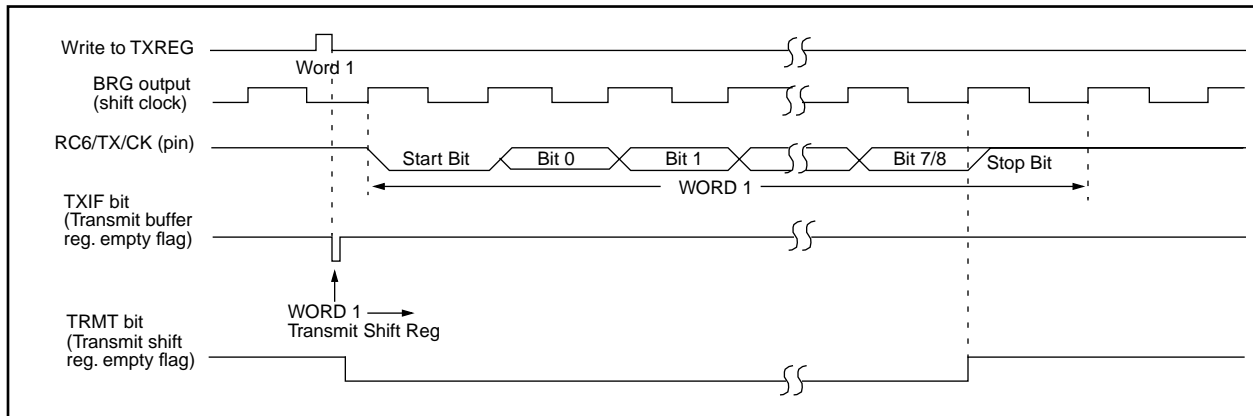 Write to TXREG
Word 1
BRG output
(shift clock)
RC6/TX/CK (pin)
Start Bit
Bit 0
Bit 1
Bit 7/8
Stop Bit
WORD 1
TXIF bit
(Transmit buffer
reg. empty flag)
WORD 1
Transmit Shift Reg
TRMT bit
(Transmit shift
reg. empty flag)